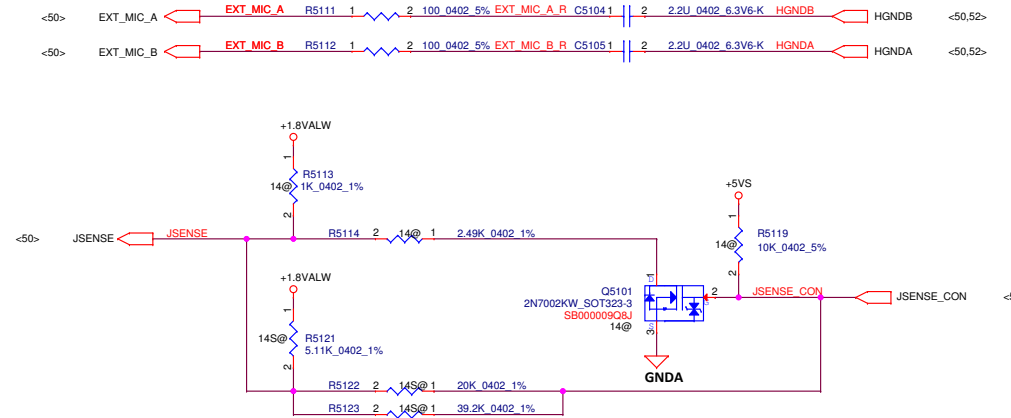 <50> EXT_MIC_A EXT_MIC_A R5111 1 2 100_0402_5% EXT_MIC_A_R C5104 1 2 2.2U_0402_6.3V6-K HGNDB HGNDB <50,52>
<50> EXT_MIC_B EXT_MIC_B R5112 1 2 100_0402_5% EXT_MIC_B_R C5105 1 2 2.2U_0402_6.3V6-K HGNDA HGNDA <50,52>
+1.8VALW
1
R5113
14@ 1K_0402_1%
2
+5VS
1
R5119
14@ 10K_0402_5%
2
<50> JSENSE JSENSE R5114 2 14@ 1 2.49K_0402_1%
+1.8VALW
1
R5121
14S@ 5.11K_0402_1%
2
1
D
Q5101
2N7002KW_SOT323-3
SB000009Q8J
14@
2
G
S
3
GNDA
JSENSE_CON JSENSE_CON
R5122 2 14S@ 1 20K_0402_1%
R5123 2 14S@ 1 39.2K_0402_1%